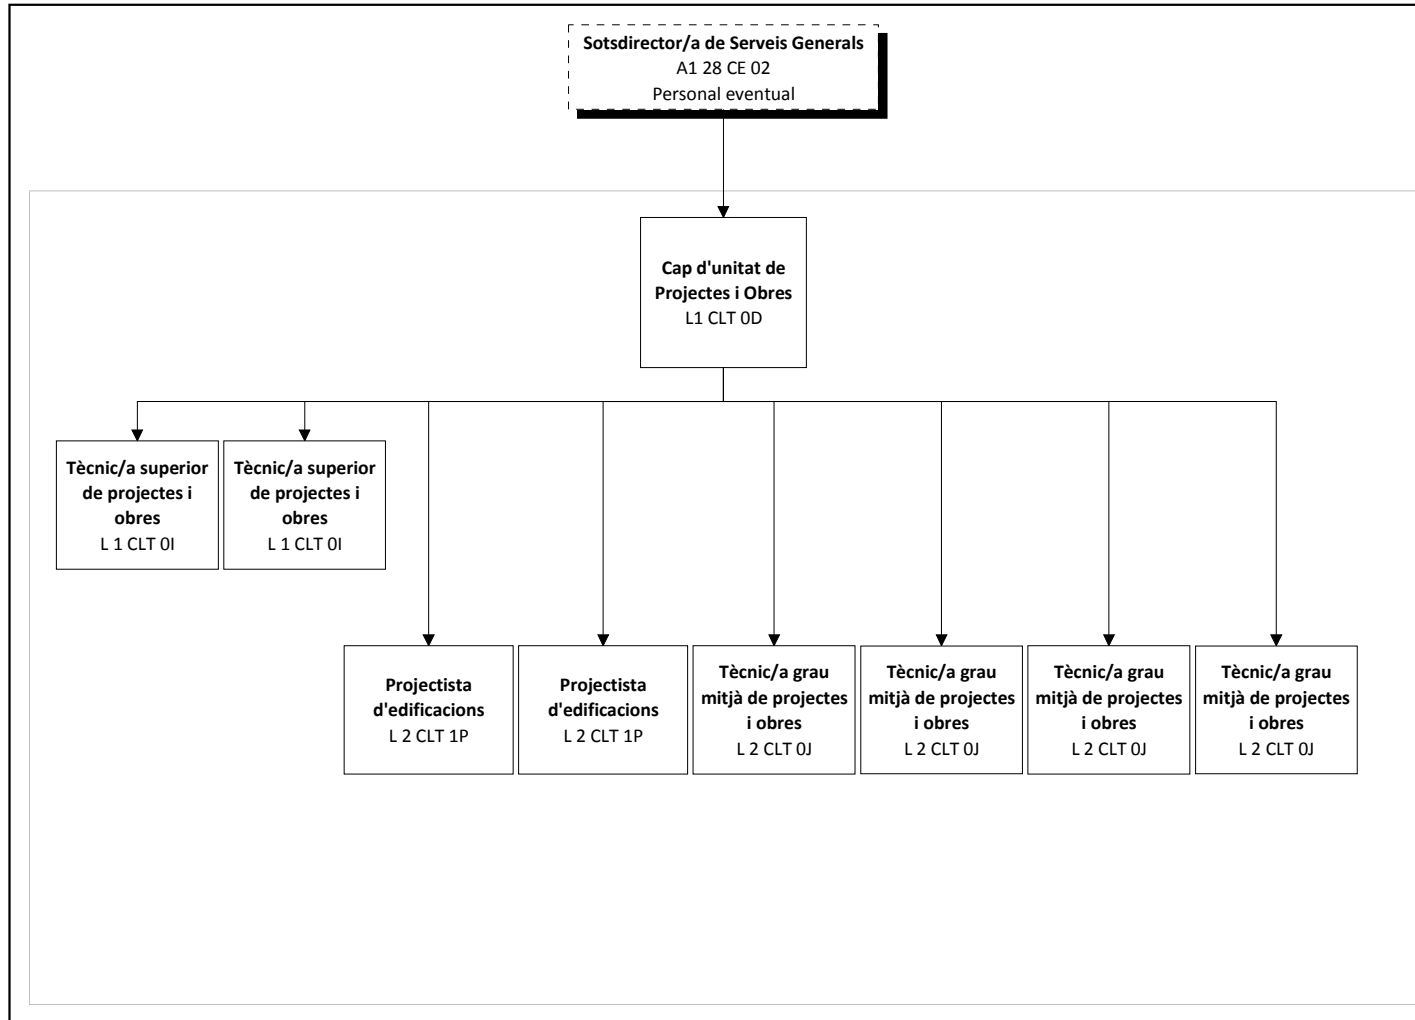 Sotsdirector/a de Serveis Generals
A1 28 CE 02
Personal eventual
Cap d'unitat de
Projectes i Obres
L1 CLT 0D
Tècnic/a superior
de projectes i
obres
L 1 CLT 0I
Tècnic/a superior
de projectes i
obres
L 1 CLT 0I
Projectista
d'edificacions
L 2 CLT 1P
Projectista
d'edificacions
L 2 CLT 1P
Tècnic/a grau
mitjà de projectes
i obres
L 2 CLT 0J
Tècnic/a grau
mitjà de projectes
i obres
L 2 CLT 0J
Tècnic/a grau
mitjà de projectes
i obres
L 2 CLT 0J
Tècnic/a grau
mitjà de projectes
i obres
L 2 CLT 0J